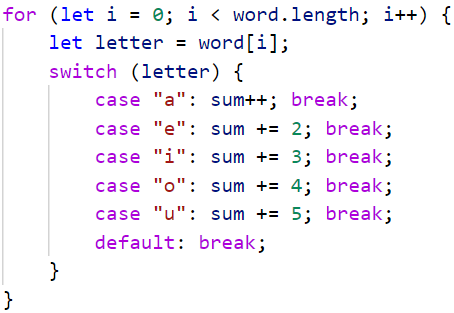 for (let i = 0; i < word.length; i++) {
    let letter = word[i];
    switch (letter) {
        case "a": sum++; break;
        case "e": sum += 2; break;
        case "i": sum += 3; break;
        case "o": sum += 4; break;
        case "u": sum += 5; break;
        default: break;
    }
}